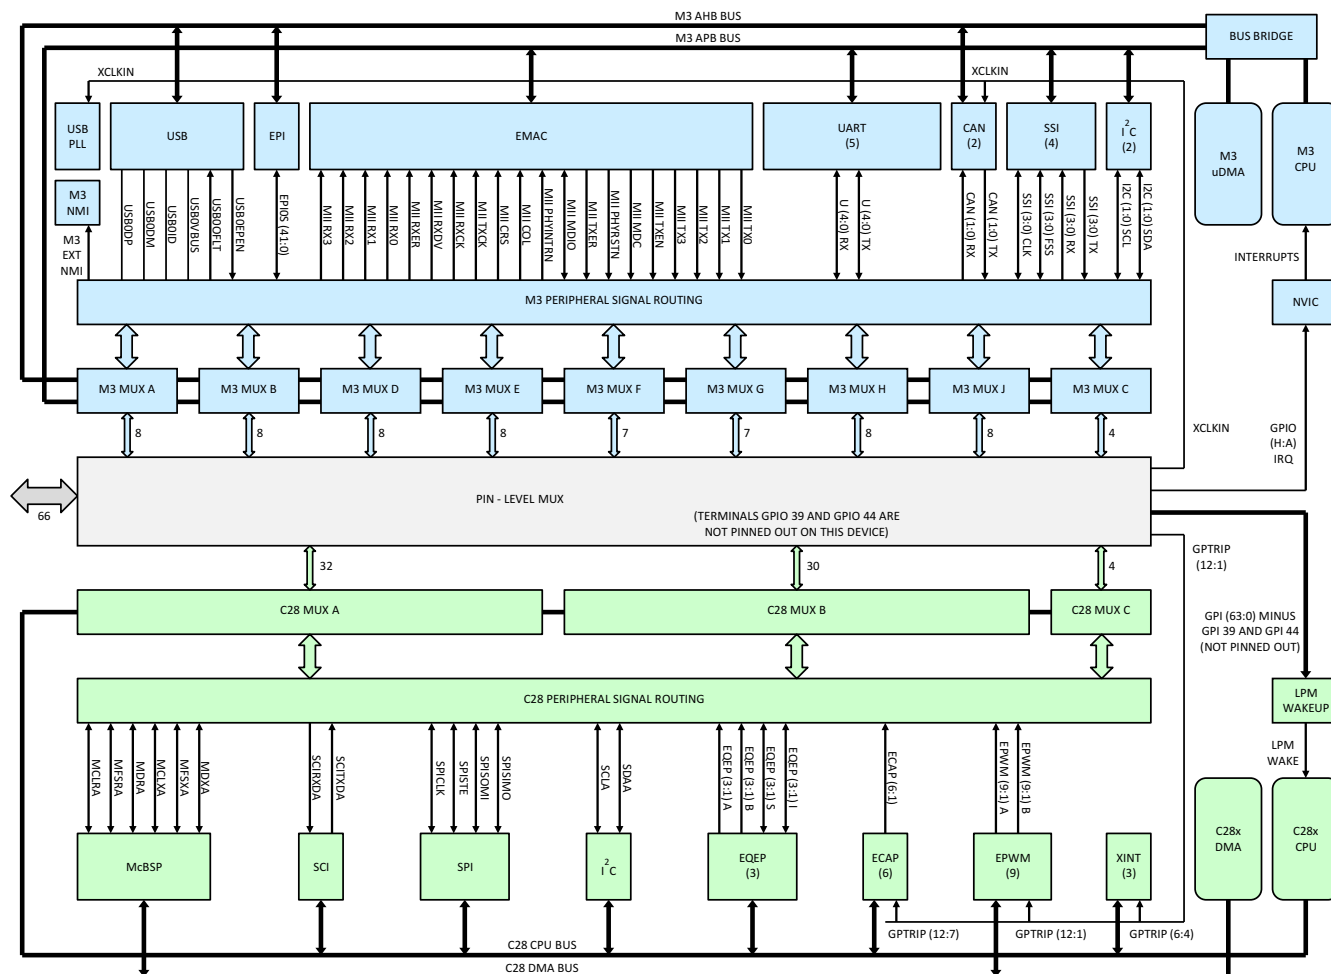 M3 AHB BUS
M3 APB BUS
BUS BRIDGE
XCLKIN
XCLKIN
USB
PLL
USB
EPI
EMAC
UART
(5)
CAN
(2)
SSI
(4)
I2C
(2)
M3
uDMA
M3
CPU
M3
NMI
M3
EXT
NMI
USB0DP
USB0DM
USB0ID
USB0VBUS
USB0OFLT
USB0EPEN
EPI0S (41:0)
MII RX3
MII RX2
MII RX1
MII RX0
MII RXER
MII RXDV
MII RXCK
MII TXCK
MII CRS
MII COL
MII PHYINTRN
MII MDIO
MII TXER
MII PHYRSTN
MII MDC
MII TXEN
MII TX3
MII TX2
MII TX1
MII TX0
U (4:0) RX
U (4:0) TX
CAN (1:0) RX
CAN (1:0) TX
SSI (3:0) CLK
SSI (3:0) FSS
SSI (3:0) RX
SSI (3:0) TX
I2C (1:0) SCL
I2C (1:0) SDA
INTERRUPTS
NVIC
M3 PERIPHERAL SIGNAL ROUTING
M3 MUX A
M3 MUX B
M3 MUX D
M3 MUX E
M3 MUX F
M3 MUX G
M3 MUX H
M3 MUX J
M3 MUX C
8
8
8
8
7
7
8
8
4
XCLKIN
GPIO
(H:A)
IRQ
66
PIN - LEVEL MUX
(TERMINALS GPIO 39 AND GPIO 44 ARE
NOT PINNED OUT ON THIS DEVICE)
32
30
4
GPTRIP
(12:1)
C28 MUX A
C28 MUX B
C28 MUX C
GPI (63:0) MINUS
GPI 39 AND GPI 44
(NOT PINNED OUT)
C28 PERIPHERAL SIGNAL ROUTING
LPM
WAKEUP
LPM
WAKE
MCLRA
MFSRA
MDRA
MCLXA
MFSXA
MDXA
SCIRXDA
SCITXDA
SPICLK
SPISTE
SPISOMI
SPISIMO
SCLA
SDAA
EQEP (3:1) A
EQEP (3:1) B
EQEP (3:1) S
EQEP (3:1) I
ECAP (6:1)
EPWM (9:1) A
EPWM (9:1) B
McBSP
SCI
SPI
I2C
EQEP
(3)
ECAP
(6)
EPWM
(9)
XINT
(3)
C28x
DMA
C28x
CPU
GPTRIP (12:7)
GPTRIP (12:1)
GPTRIP (6:4)
C28 CPU BUS
C28 DMA BUS